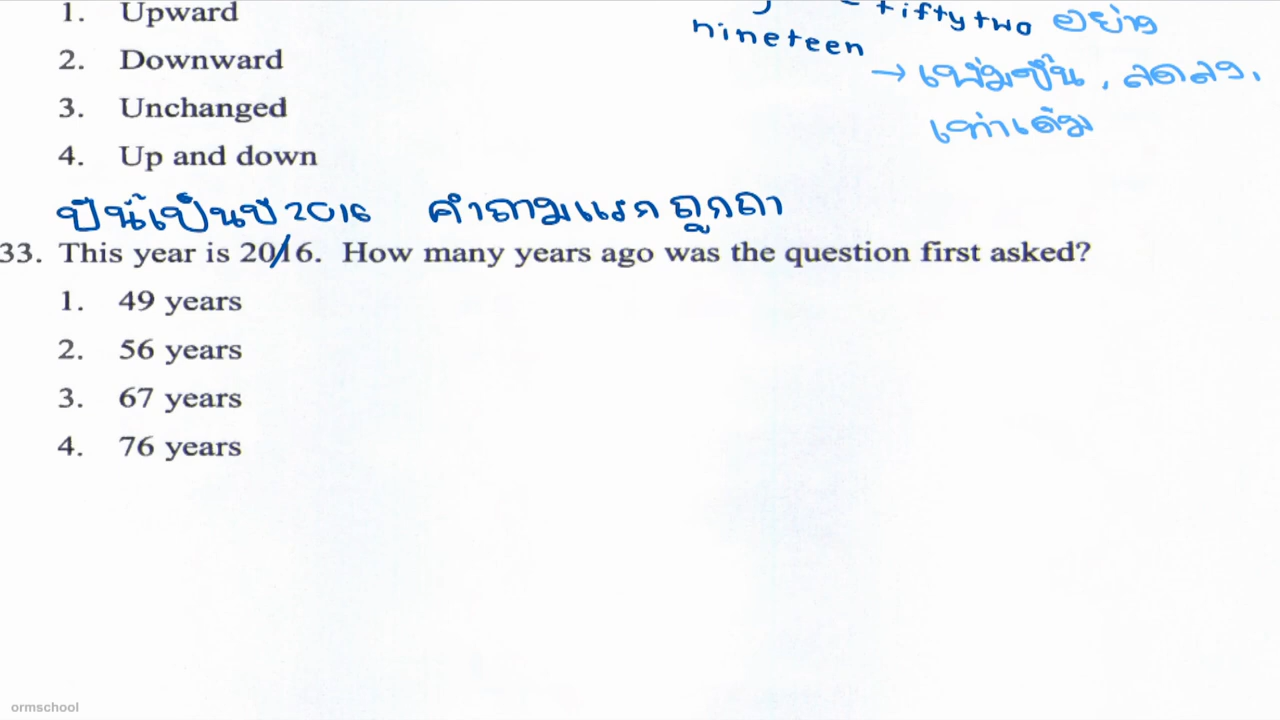 1. Upward
fiftytwo อย่าง
nineteen
2. Downward
→ เพิ่มขึ้น, ลดลง,
3. Unchanged
เท่าเดิม
4. Up and down
ปีนี้เป็นปี 2016 คำถามแรกถูกถา
33. This year is 2016. How many years ago was the question first asked?
1. 49 years
2. 56 years
3. 67 years
4. 76 years
ormschool